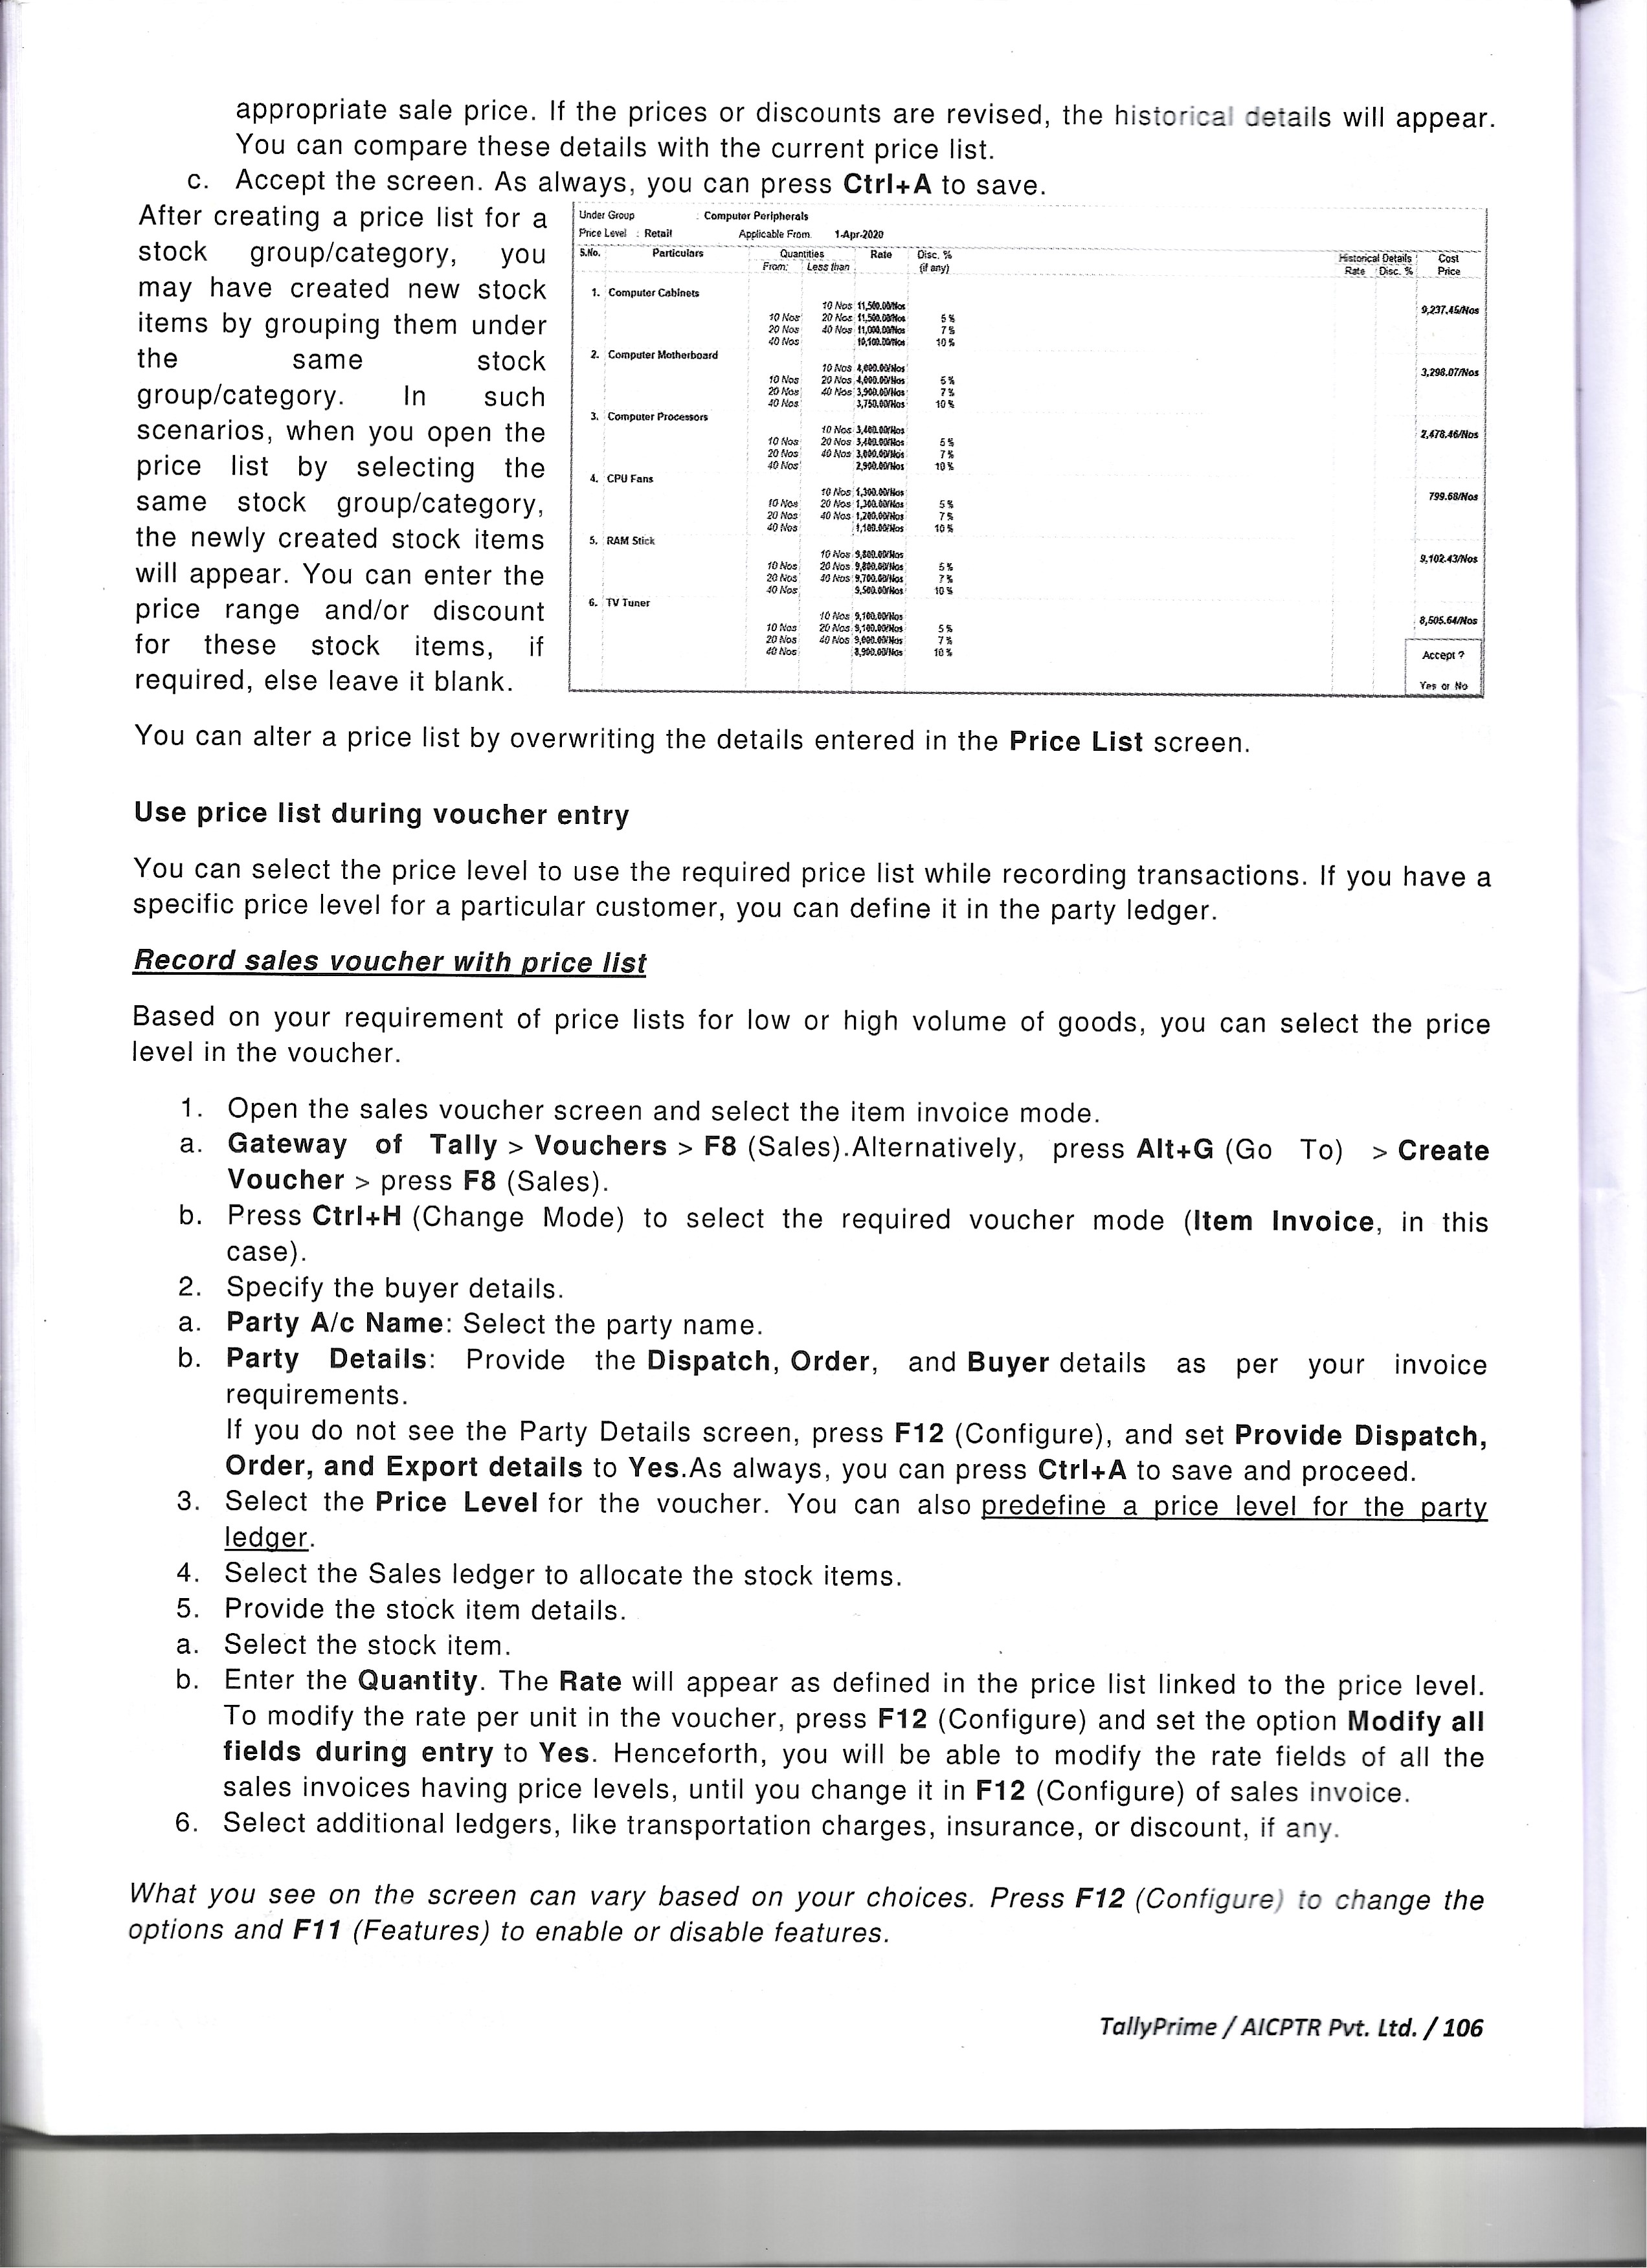 appropriate sale price. If the prices or discounts are revised, the historical details will appear.
You can compare these details with the current price list.
c. Accept the screen. As always, you can press Ctrl+A to save.
After creating a price list for a
stock group/category, you
may have created new stock
items by grouping them under
the same stock
group/category. In such
scenarios, when you open the
price list by selecting the
same stock group/category,
the newly created stock items
will appear. You can enter the
price range and/or discount
for these stock items, if
required, else leave it blank.
Under Group : Computer Peripherals
Price Level : Retail Applicable From 1-Apr-2020
S.No. Particulars Quantities Rate Disc. % Historical Details Cost
From: Less than (if any) Rate Disc. % Price
1. Computer Cabinets
10 Nos 11,500.00/Nos 9,237.45/Nos
10 Nos 20 Nos 11,500.00/Nos 5 %
20 Nos 40 Nos 11,000.00/Nos 7 %
40 Nos 10,100.00/Nos 10 %
2. Computer Motherboard
10 Nos 4,000.00/Nos 3,298.07/Nos
10 Nos 20 Nos 4,000.00/Nos 5 %
20 Nos 40 Nos 3,900.00/Nos 7 %
40 Nos 3,750.00/Nos 10 %
3. Computer Processors
10 Nos 3,400.00/Nos 2,478.46/Nos
10 Nos 20 Nos 3,400.00/Nos 5 %
20 Nos 40 Nos 3,000.00/Nos 7 %
40 Nos 2,900.00/Nos 10 %
4. CPU Fans
10 Nos 1,300.00/Nos 799.68/Nos
10 Nos 20 Nos 1,300.00/Nos 5 %
20 Nos 40 Nos 1,200.00/Nos 7 %
40 Nos 1,100.00/Nos 10 %
5. RAM Stick
10 Nos 9,800.00/Nos 9,102.43/Nos
10 Nos 20 Nos 9,800.00/Nos 5 %
20 Nos 40 Nos 9,700.00/Nos 7 %
40 Nos 9,500.00/Nos 10 %
6. TV Tuner
10 Nos 9,100.00/Nos 8,505.64/Nos
10 Nos 20 Nos 9,100.00/Nos 5 %
20 Nos 40 Nos 9,000.00/Nos 7 %
40 Nos 8,900.00/Nos 10 %
Accept ?
Yes or No
You can alter a price list by overwriting the details entered in the Price List screen.
Use price list during voucher entry
You can select the price level to use the required price list while recording transactions. If you have a
specific price level for a particular customer, you can define it in the party ledger.
Record sales voucher with price list
Based on your requirement of price lists for low or high volume of goods, you can select the price
level in the voucher.
1. Open the sales voucher screen and select the item invoice mode.
a. Gateway of Tally > Vouchers > F8 (Sales).Alternatively, press Alt+G (Go To) > Create
Voucher > press F8 (Sales).
b. Press Ctrl+H (Change Mode) to select the required voucher mode (Item Invoice, in this
case).
2. Specify the buyer details.
a. Party A/c Name: Select the party name.
b. Party Details: Provide the Dispatch, Order, and Buyer details as per your invoice
requirements.
If you do not see the Party Details screen, press F12 (Configure), and set Provide Dispatch,
Order, and Export details to Yes.As always, you can press Ctrl+A to save and proceed.
3. Select the Price Level for the voucher. You can also predefine a price level for the party
ledger.
4. Select the Sales ledger to allocate the stock items.
5. Provide the stock item details.
a. Select the stock item.
b. Enter the Quantity. The Rate will appear as defined in the price list linked to the price level.
To modify the rate per unit in the voucher, press F12 (Configure) and set the option Modify all
fields during entry to Yes. Henceforth, you will be able to modify the rate fields of all the
sales invoices having price levels, until you change it in F12 (Configure) of sales invoice.
6. Select additional ledgers, like transportation charges, insurance, or discount, if any.
What you see on the screen can vary based on your choices. Press F12 (Configure) to change the
options and F11 (Features) to enable or disable features.
TallyPrime / AICPTR Pvt. Ltd. / 106